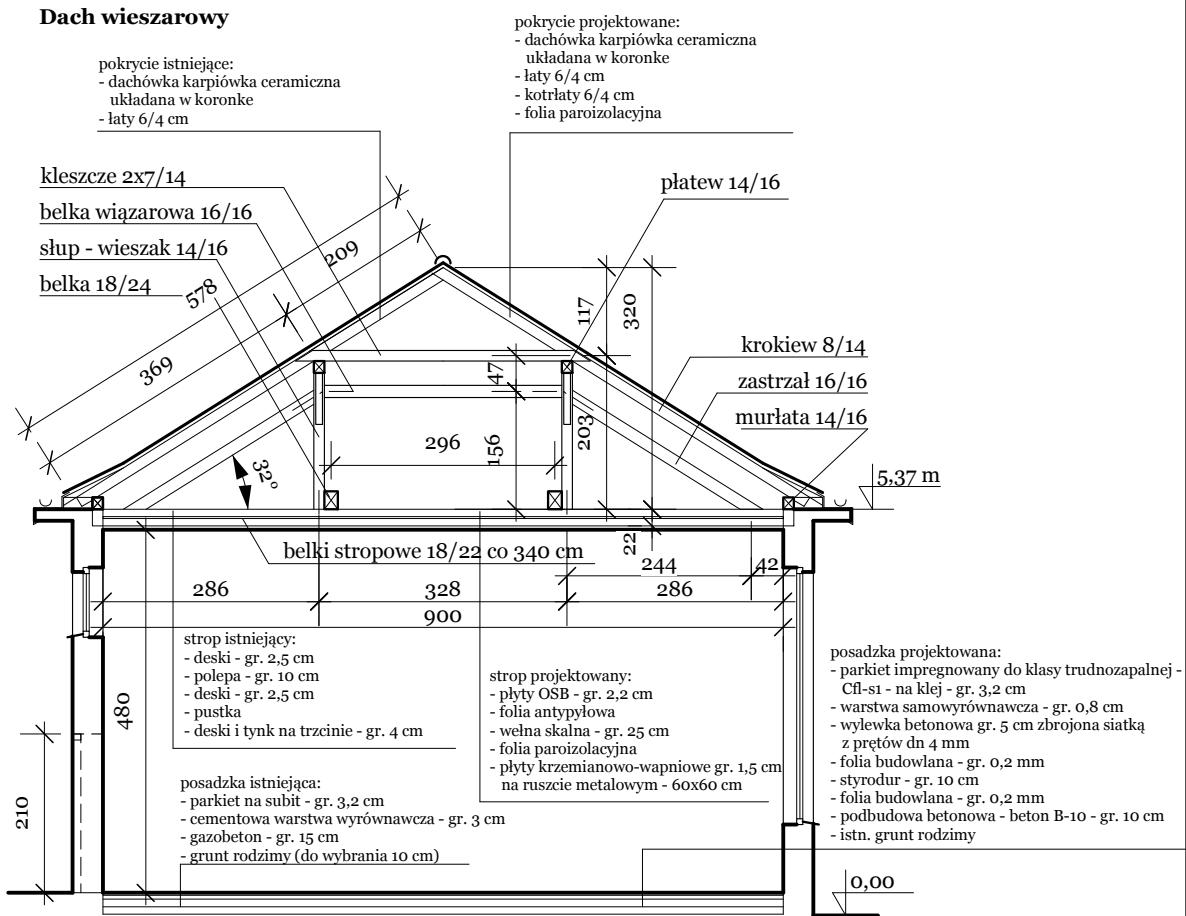 Dach wieszarowy
pokrycie istniejące:
- dachówka karpiówka ceramiczna
układana w koronke
- łaty 6/4 cm
pokrycie projektowane:
- dachówka karpiówka ceramiczna
układana w koronke
- łaty 6/4 cm
- kotrłaty 6/4 cm
- folia paroizolacyjna
kleszcze 2x7/14
belka wiązarowa 16/16
słup - wieszak 14/16
belka 18/24
płatew 14/16
krokiew 8/14
zastrzał 16/16
murłata 14/16
209
578
369
117
320
47
156
203
296
32°
5,37 m
22
belki stropowe 18/22 co 340 cm
244
42
286
328
286
900
480
210
strop istniejący:
- deski - gr. 2,5 cm
- polepa - gr. 10 cm
- deski - gr. 2,5 cm
- pustka
- deski i tynk na trzcinie - gr. 4 cm
strop projektowany:
- płyty OSB - gr. 2,2 cm
- folia antypyłowa
- wełna skalna - gr. 25 cm
- folia paroizolacyjna
- płyty krzemianowo-wapniowe gr. 1,5 cm
na ruszcie metalowym - 60x60 cm
posadzka istniejąca:
- parkiet na subit - gr. 3,2 cm
- cementowa warstwa wyrównawcza - gr. 3 cm
- gazobeton - gr. 15 cm
- grunt rodzimy (do wybrania 10 cm)
posadzka projektowana:
- parkiet impregnowany do klasy trudnozapalnej -
Cfl-s1 - na klej - gr. 3,2 cm
- warstwa samowyrównawcza - gr. 0,8 cm
- wylewka betonowa gr. 5 cm zbrojona siatką
z prętów dn 4 mm
- folia budowlana - gr. 0,2 mm
- styrodur - gr. 10 cm
- folia budowlana - gr. 0,2 mm
- podbudowa betonowa - beton B-10 - gr. 10 cm
- istn. grunt rodzimy
0,00